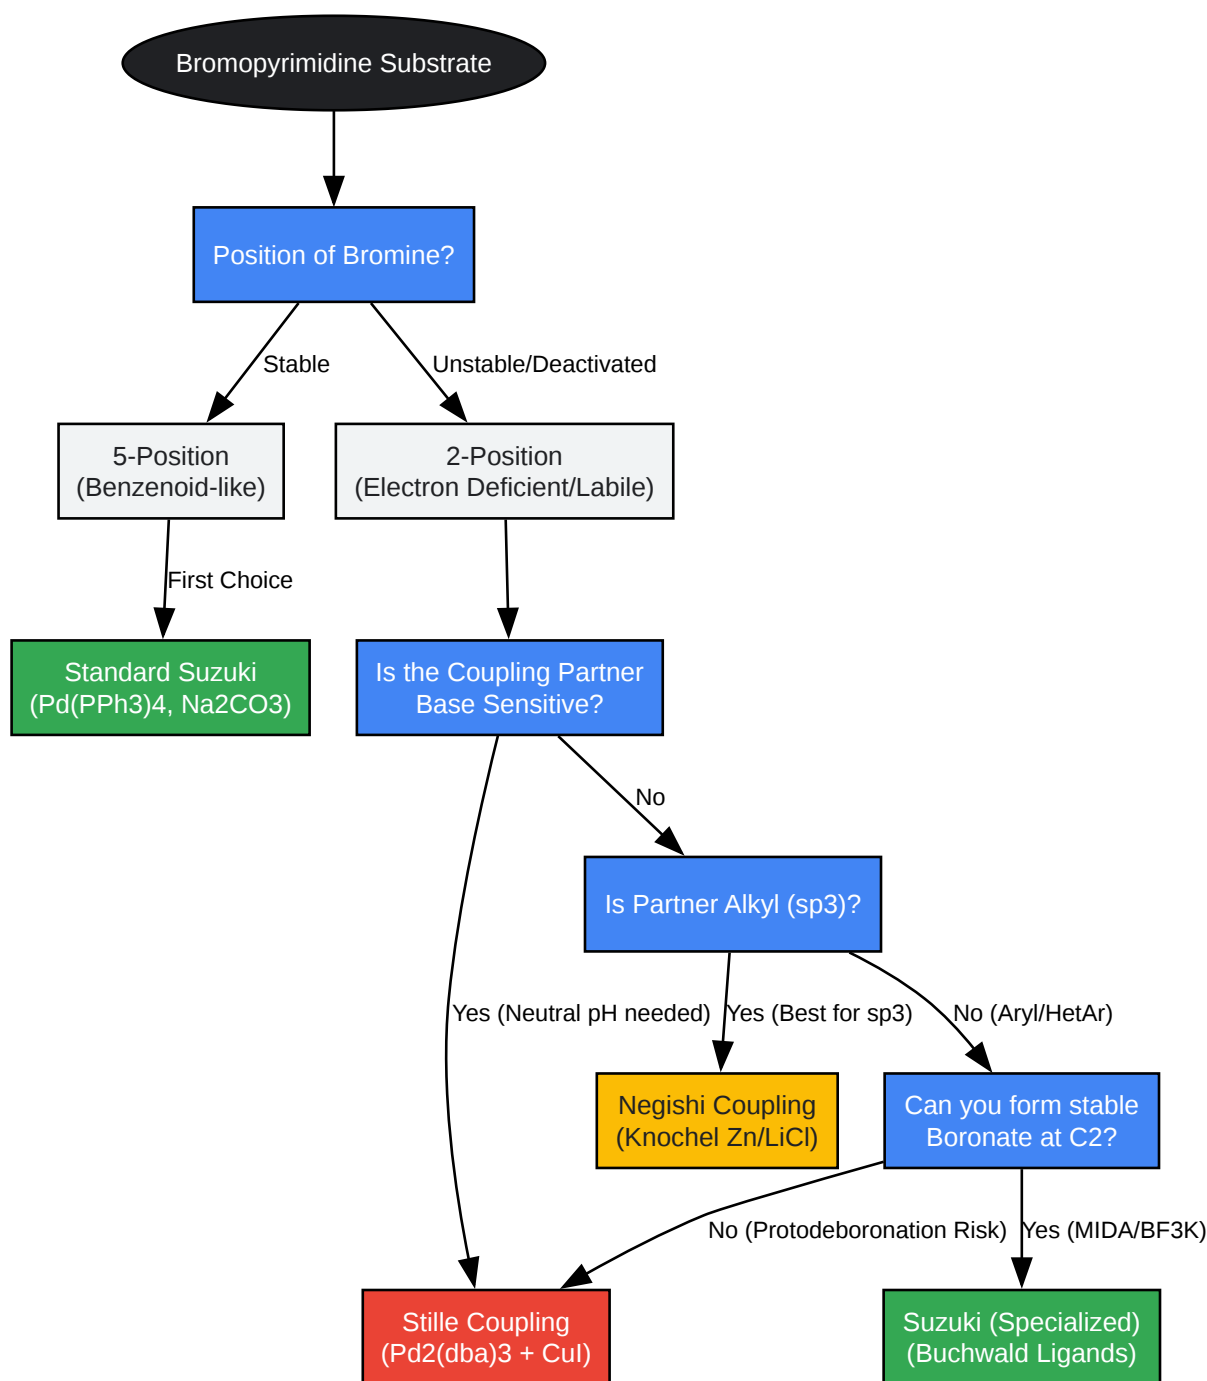 Bromopyrimidine Substrate
Position of Bromine?
Stable
Unstable/Deactivated
5-Position
(Benzenoid-like)
2-Position
(Electron Deficient/Labile)
First Choice
Standard Suzuki
(Pd(PPh3)4, Na2CO3)
Is the Coupling Partner
Base Sensitive?
No
Is Partner Alkyl (sp3)?
Yes (Neutral pH needed)
Yes (Best for sp3)
No (Aryl/HetAr)
Negishi Coupling
(Knochel Zn/LiCl)
Can you form stable
Boronate at C2?
No (Protodeboronation Risk)
Yes (MIDA/BF3K)
Stille Coupling
(Pd2(dba)3 + CuI)
Suzuki (Specialized)
(Buchwald Ligands)